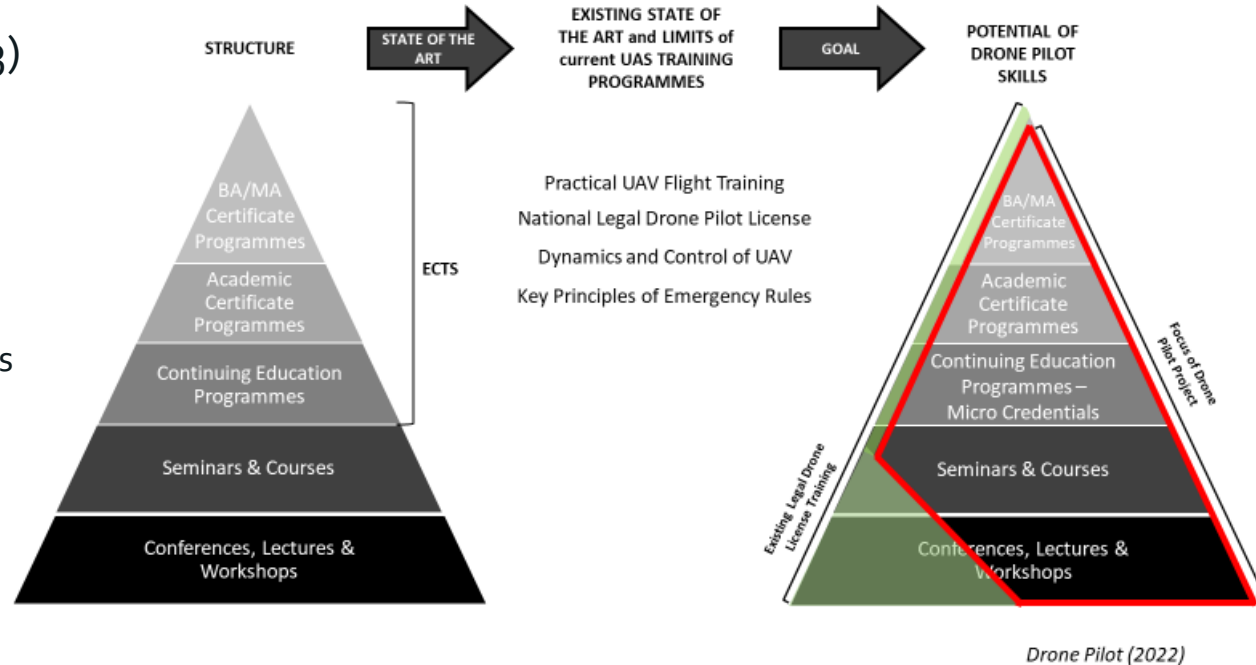 3)
s
STRUCTURE
STATE OF THE
ART
EXISTING STATE OF
THE ART and LIMITS of
current UAS TRAINING
PROGRAMMES
GOAL
POTENTIAL OF
DRONE PILOT
SKILLS
BA/MA
Certificate
Programmes
Academic
Certificate
Programmes
Continuing Education
Programmes
Seminars & Courses
Conferences, Lectures &
Workshops
ECTS
Practical UAV Flight Training
National Legal Drone Pilot License
Dynamics and Control of UAV
Key Principles of Emergency Rules
BA/MA
Certificate
Programmes
Academic
Certificate
Programmes
Continuing Education
Programmes –
Micro Credentials
Seminars & Courses
Conferences, Lectures &
Workshops
Existing Legal Drone
License Training
Focus of Drone
Pilot Project
Drone Pilot (2022)